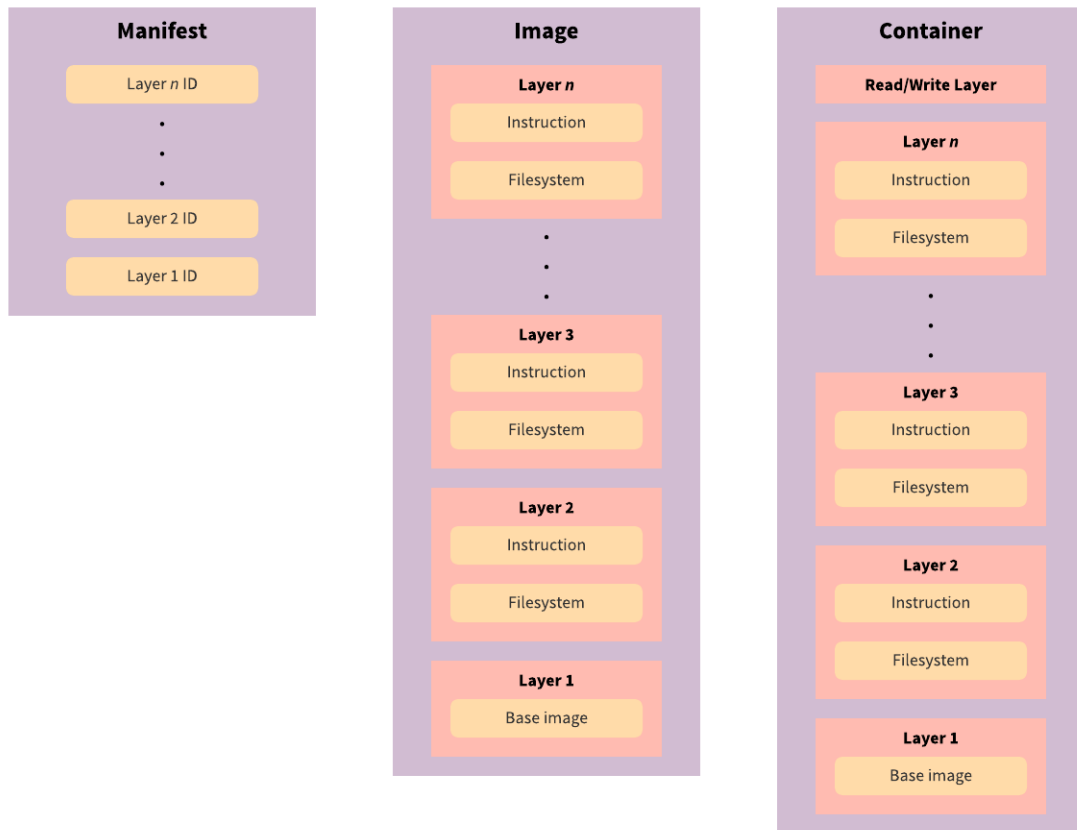 Manifest
Layer n ID
Layer 2 ID
Layer 1 ID
Image
Layer n
Instruction
Filesystem
Layer 3
Instruction
Filesystem
Layer 2
Instruction
Filesystem
Layer 1
Base image
Container
Read/Write Layer
Layer n
Instruction
Filesystem
Layer 3
Instruction
Filesystem
Layer 2
Instruction
Filesystem
Layer 1
Base image